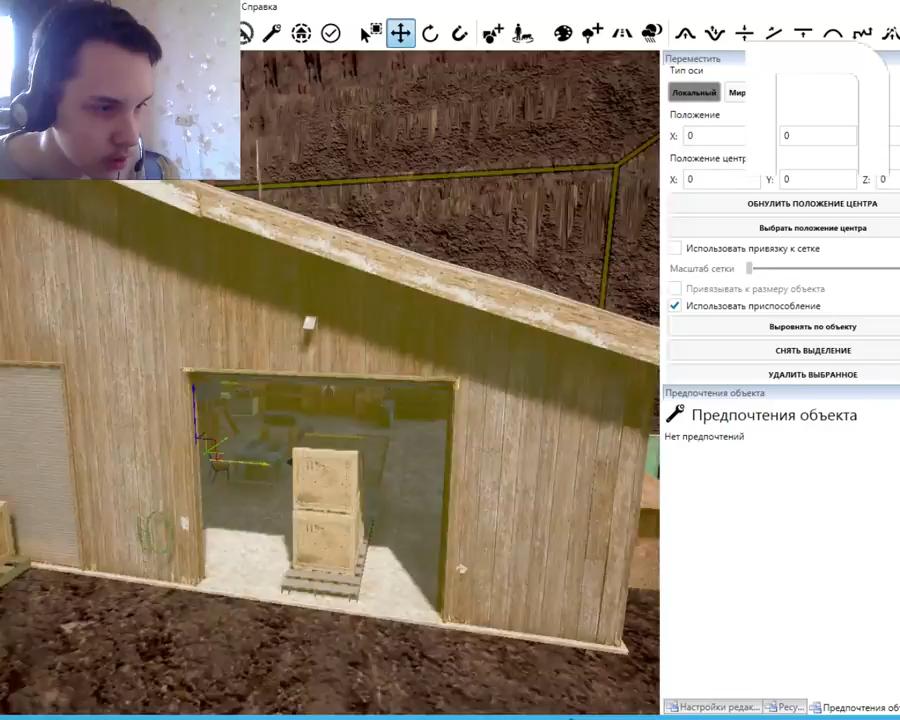 Справка
Переместить
Тип оси
Локальный Мир
Положение
X: 0 0
Положение центр
X: 0 Y: 0 Z: 0
ОБНУЛИТЬ ПОЛОЖЕНИЕ ЦЕНТРА
Выбрать положение центра
Использовать привязку к сетке
Масштаб сетки
Привязывать к размеру объекта
Использовать приспособление
Выровнять по объекту
СНЯТЬ ВЫДЕЛЕНИЕ
УДАЛИТЬ ВЫБРАННОЕ
Предпочтения объекта
Предпочтения объекта
Нет предпочтений
Настройки редак... Ресу... Предпочтения об